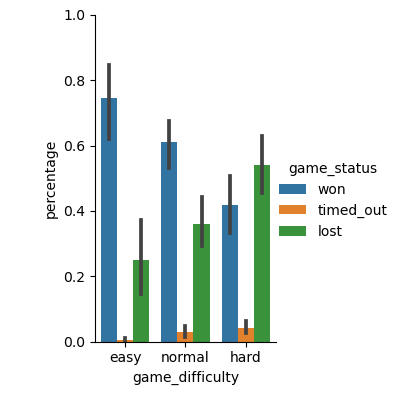 1.0
0.8
0.6
0.4
0.2
0.0
percentage
easy normal hard
game_difficulty
game_status
won
timed_out
lost